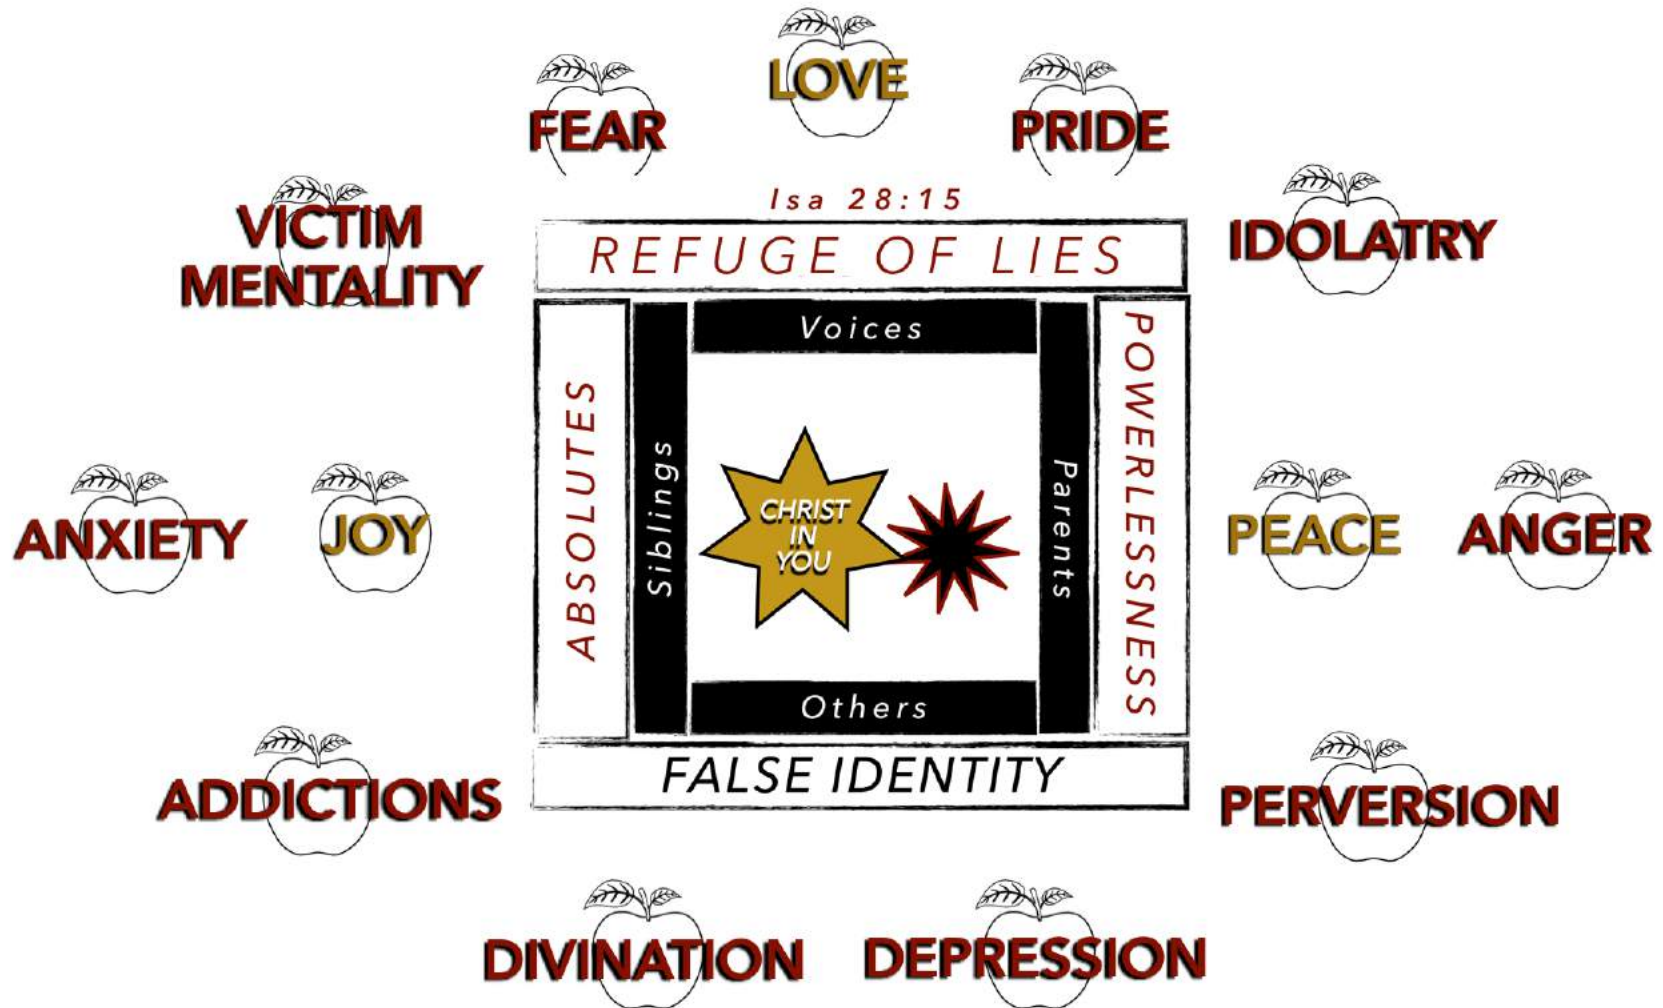 LOVE
FEAR
PRIDE
Isa 28:15
VICTIM
MENTALITY
REFUGE OF LIES
IDOLATRY
Voices
ABSOLUTES
Siblings
CHRIST
IN
YOU
Parents
POWERLESSNESS
ANXIETY
JOY
PEACE
ANGER
Others
FALSE IDENTITY
ADDICTIONS
PERVERSION
DIVINATION
DEPRESSION